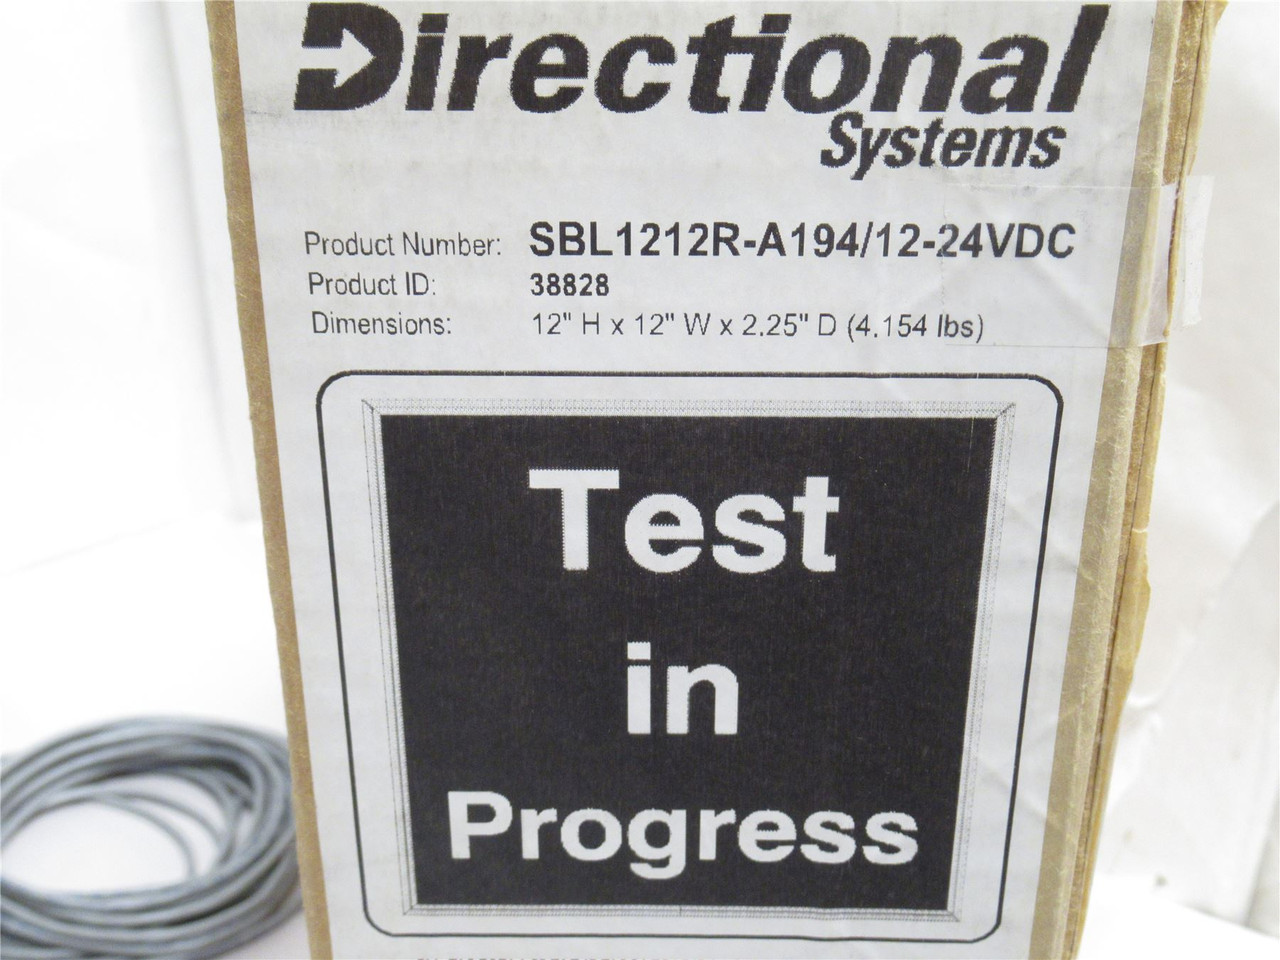 Directional
Systems
Product Number: SBL1212R-A194/12-24VDC
Product ID: 38828
Dimensions: 12" H x 12" W x 2.25" D (4.154 lbs)
Test
in
Progress